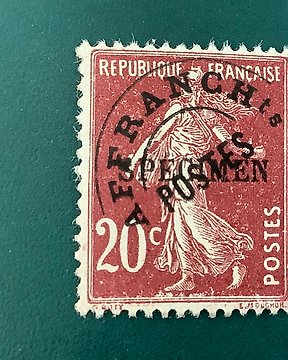 REPUBLIQUE FRANÇAISE
AFFRANCHts
SPECIMEN
POSTES
20c
POSTES